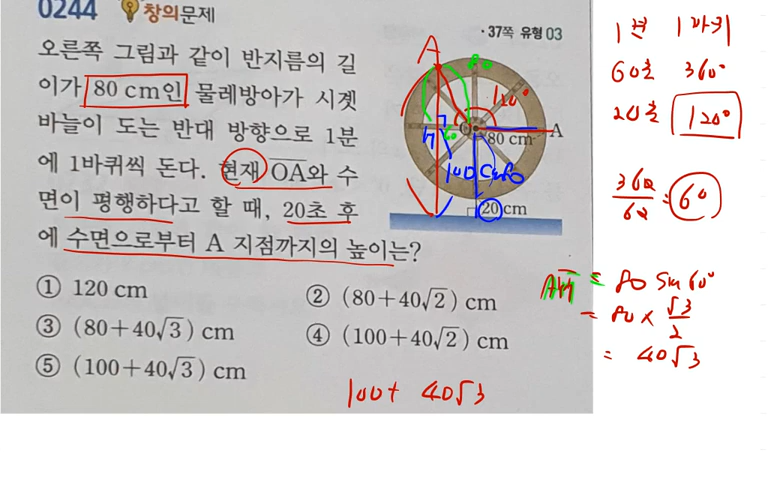 0244 창의문제
·37쪽 유형 03
오른쪽 그림과 같이 반지름의 길
이가 80 cm인 물레방아가 시곗
바늘이 도는 반대 방향으로 1분
에 1바퀴씩 돈다. 현재 OA와 수
면이 평행하다고 할 때, 20초 후
에 수면으로부터 A 지점까지의 높이는?
A
80
120°
O
80 cm
A
H
60
100 cm
20 cm
① 120 cm
② (80+40√2) cm
③ (80+40√3) cm
④ (100+40√2) cm
⑤ (100+40√3) cm
100+ 40√3
1분 1바퀴
60초 360°
20초 120°
360/60 = 6°
AH = 80 sin 60°
= 80 × √3/2
= 40√3